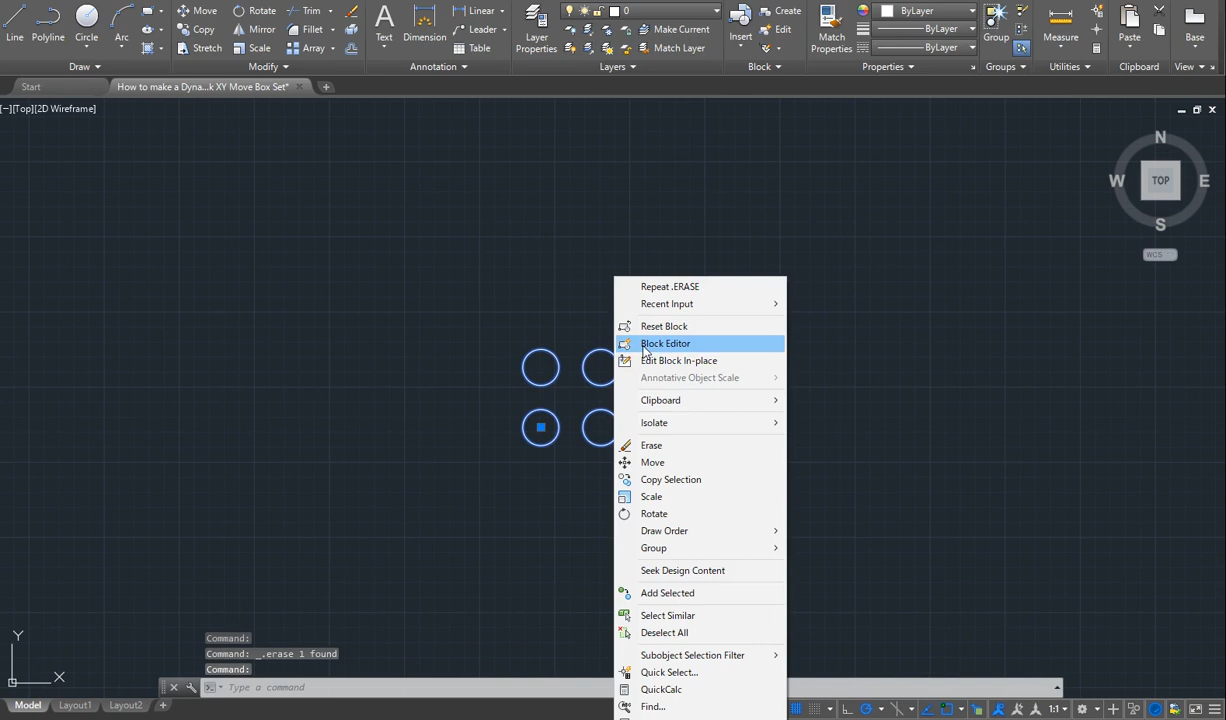 Line Polyline Circle Arc
Move Rotate Trim
Copy Mirror Fillet
Stretch Scale Array
Draw Modify
Text Dimension
Linear
Leader
Table
Annotation
Layer Properties
0
Make Current
Match Layer
Layers
Insert
Create
Edit
Block
Match Properties
ByLayer
ByLayer
ByLayer
Properties
Group
Groups
Measure
Utilities
Paste
Clipboard
Base
View
Start How to make a Dyna...k XY Move Box Set*
[−][Top][2D Wireframe]
N
W TOP E
S
WCS
Repeat .ERASE
Recent Input
Reset Block
Block Editor
Edit Block In-place
Annotative Object Scale
Clipboard
Isolate
Erase
Move
Copy Selection
Scale
Rotate
Draw Order
Group
Seek Design Content
Add Selected
Select Similar
Deselect All
Subobject Selection Filter
Quick Select...
QuickCalc
Find...
Y
X
Command:
Command: _.erase 1 found
Command:
Type a command
Model Layout1 Layout2
1:1